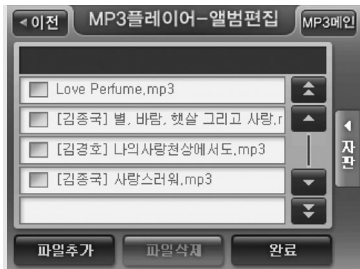 ◂이전 MP3플레이어-앨범편집 MP3메인
Love Perfume.mp3
[김종국] 별, 바람, 햇살 그리고 사랑.r
[김경호] 나의사랑천상에서도.mp3
[김종국] 사랑스러워.mp3
자판
파일추가 파일삭제 완료